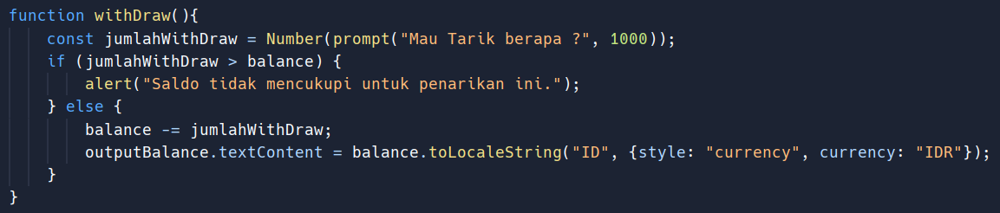 function withDraw(){
    const jumlahWithDraw = Number(prompt("Mau Tarik berapa ?", 1000));
    if (jumlahWithDraw > balance) {
        alert("Saldo tidak mencukupi untuk penarikan ini.");
    } else {
        balance -= jumlahWithDraw;
        outputBalance.textContent = balance.toLocaleString("ID", {style: "currency", currency: "IDR"});
    }
}